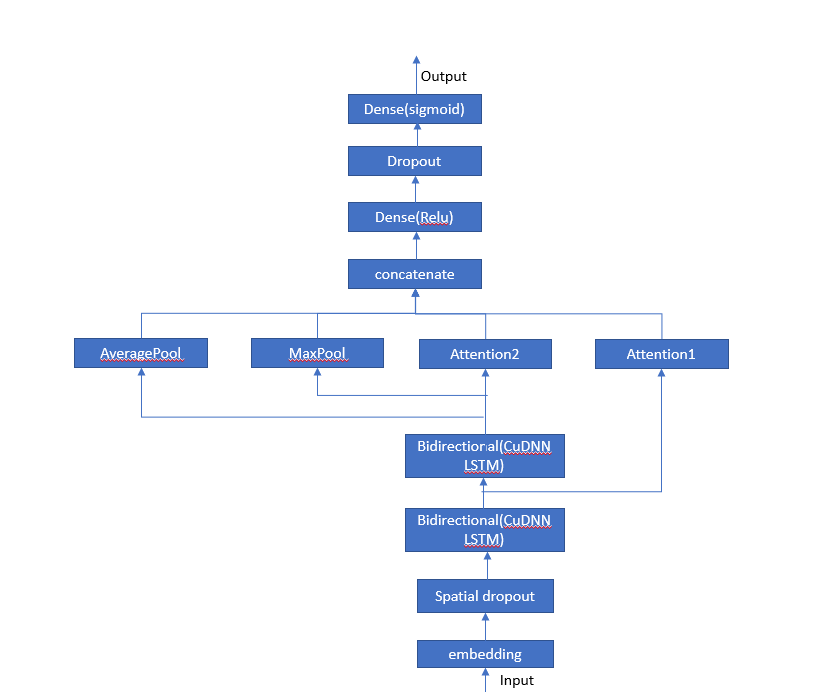 Output
Dense(sigmoid)
Dropout
Dense(Relu)
concatenate
AveragePool
MaxPool
Attention2
Attention1
Bidirectional(CuDNN
LSTM)
Bidirectional(CuDNN
LSTM)
Spatial dropout
embedding
Input